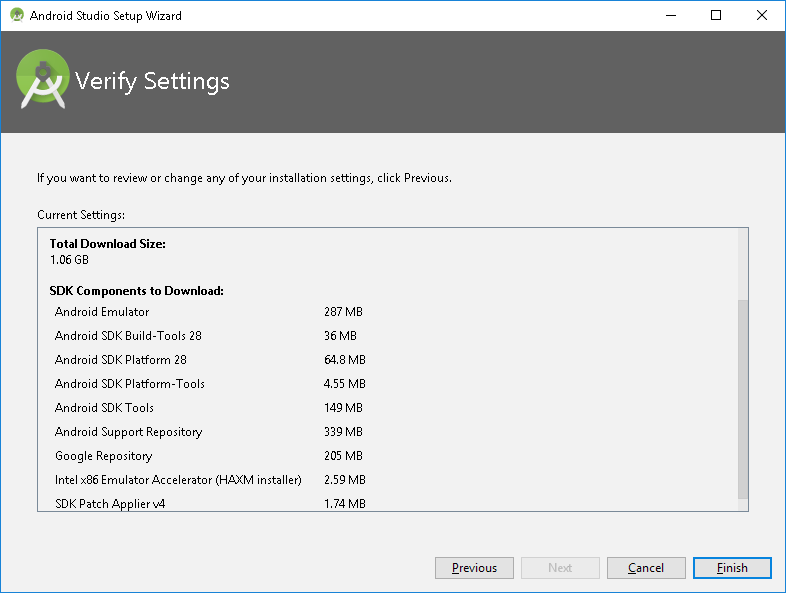 Android Studio Setup Wizard
Verify Settings
If you want to review or change any of your installation settings, click Previous.
Current Settings:
Total Download Size:
1.06 GB
SDK Components to Download:
Android Emulator 287 MB
Android SDK Build-Tools 28 36 MB
Android SDK Platform 28 64.8 MB
Android SDK Platform-Tools 4.55 MB
Android SDK Tools 149 MB
Android Support Repository 339 MB
Google Repository 205 MB
Intel x86 Emulator Accelerator (HAXM installer) 2.59 MB
SDK Patch Applier v4 1.74 MB
Previous Next Cancel Finish